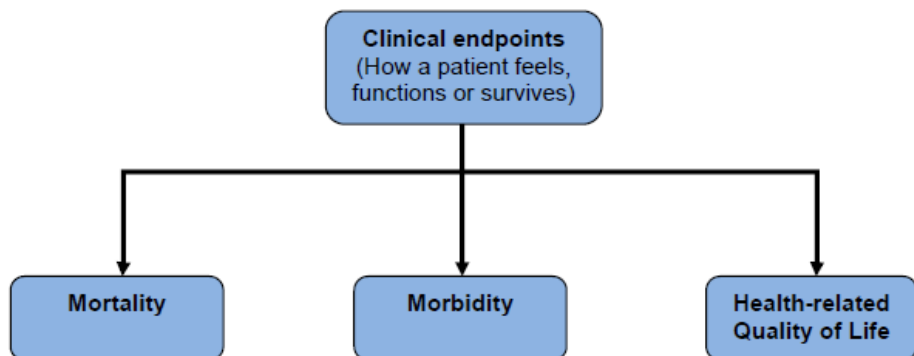 Clinical endpoints
(How a patient feels,
functions or survives)
Mortality
Morbidity
Health-related
Quality of Life